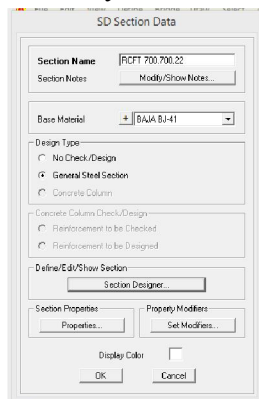 SD Section Data
Section Name RCFT 700.700.22
Section Notes Modify/Show Notes...
Base Material + BAJA BJ-41
Design Type
No Check/Design
General Steel Section
Concrete Column
Concrete Column Check/Design
Reinforcement to be Checked
Reinforcement to be Designed
Define/Edit/Show Section
Section Designer...
Section Properties Property Modifiers
Properties... Set Modifiers...
Display Color
OK Cancel